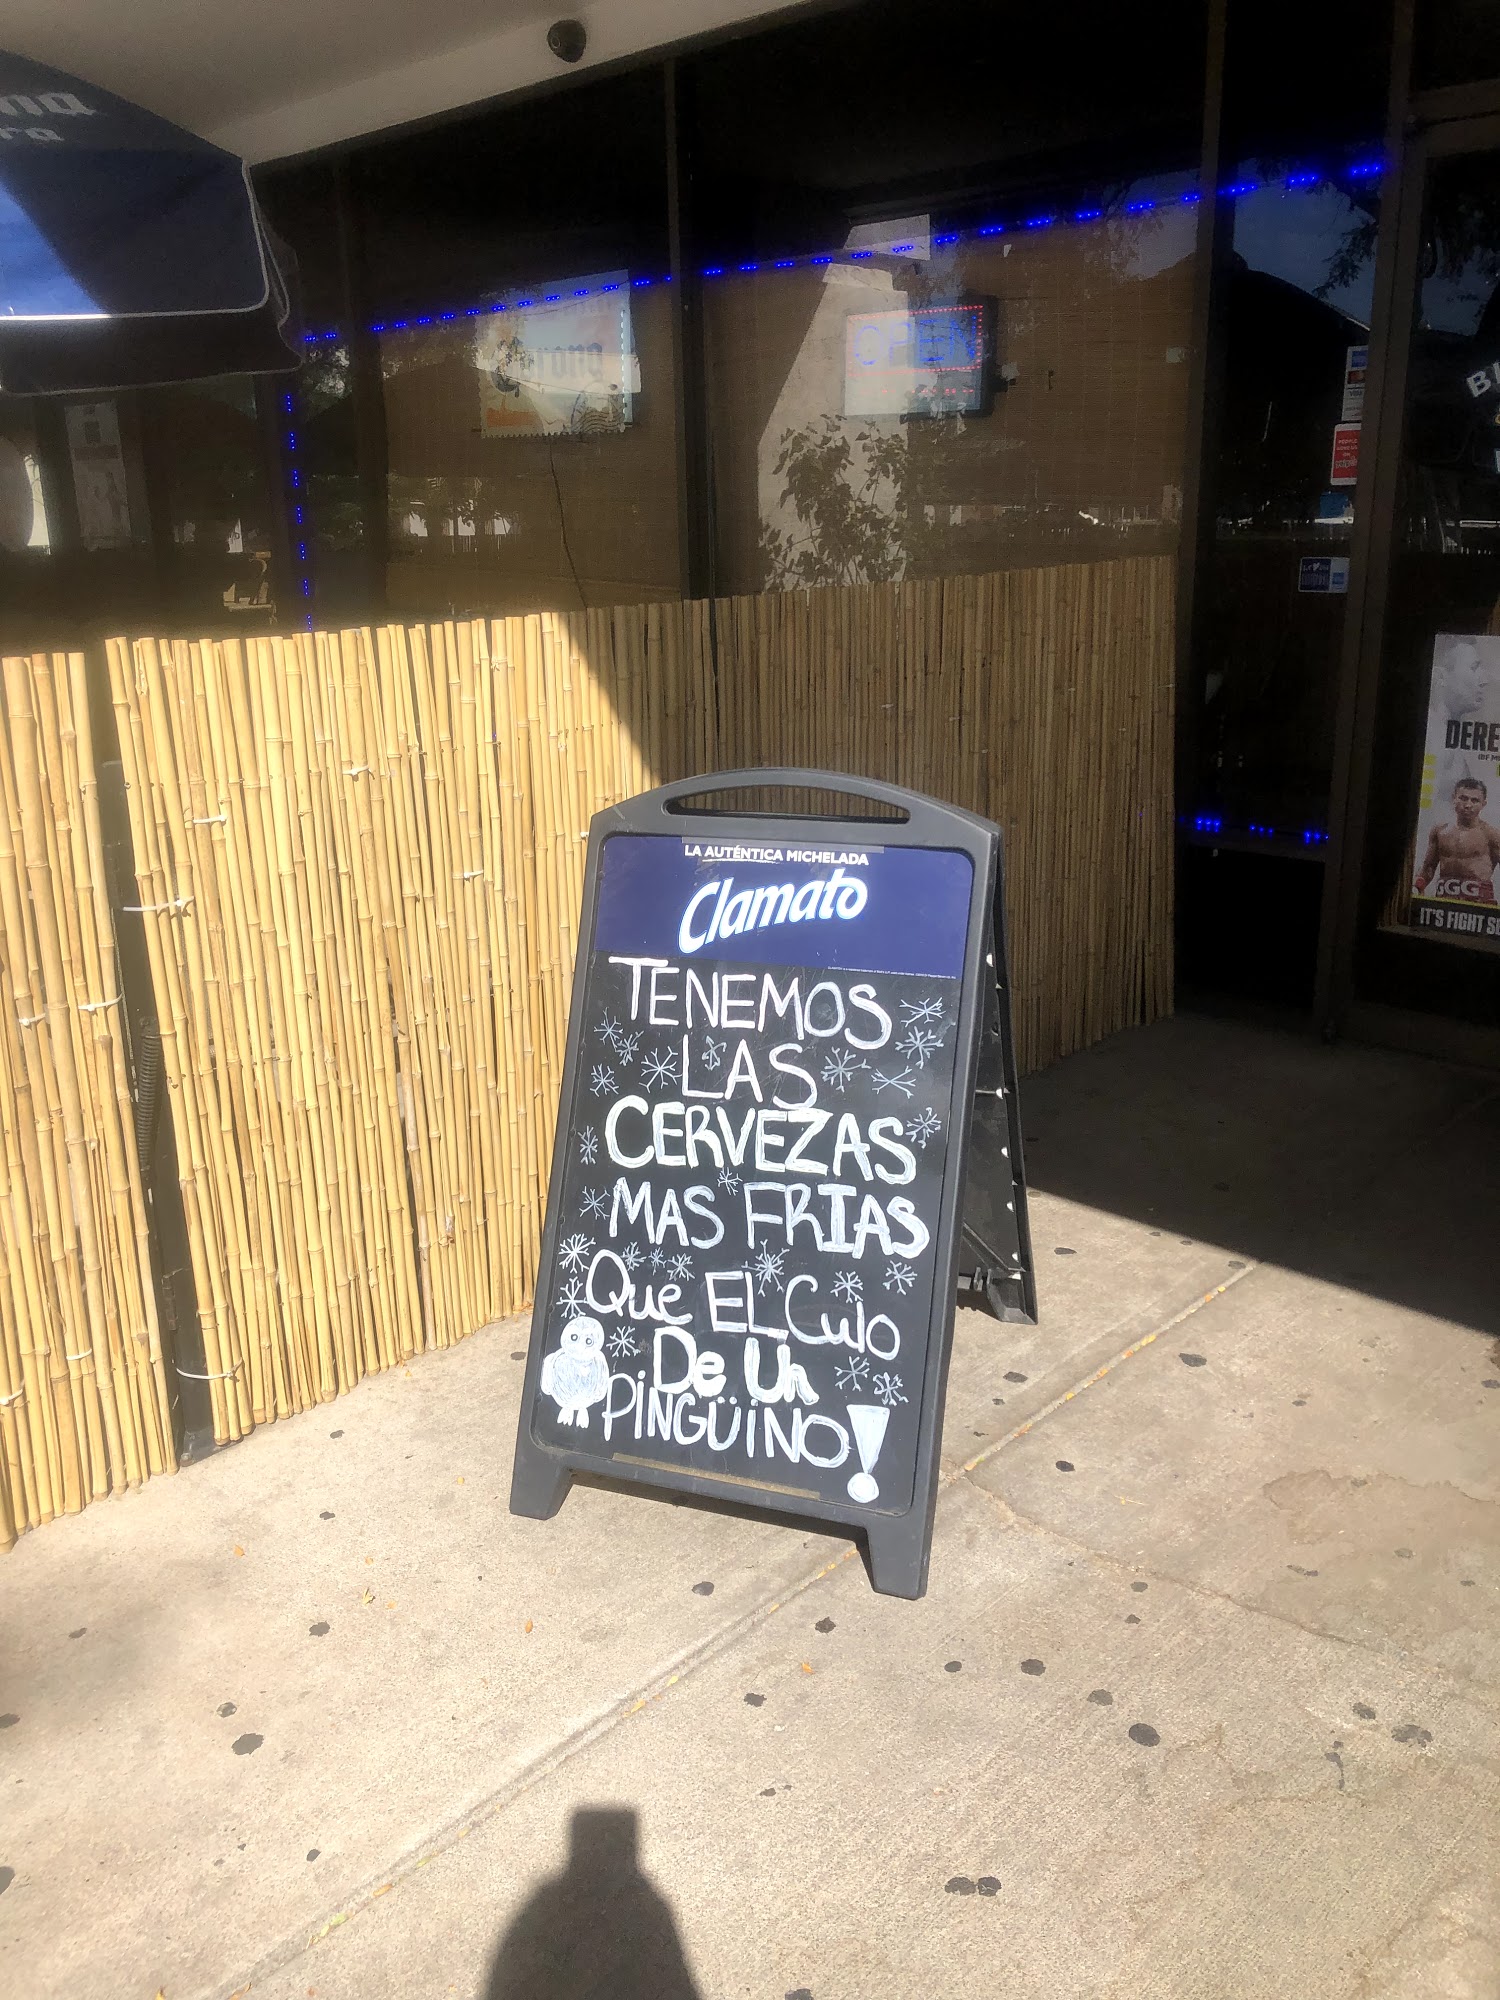 OPEN
LA AUTÉNTICA MICHELADA
Clamato
TENEMOS
LAS
CERVEZAS
MAS FRIAS
Que EL Culo
De Un
PINGÜINO!
DERE
GGG
IT'S FIGHT